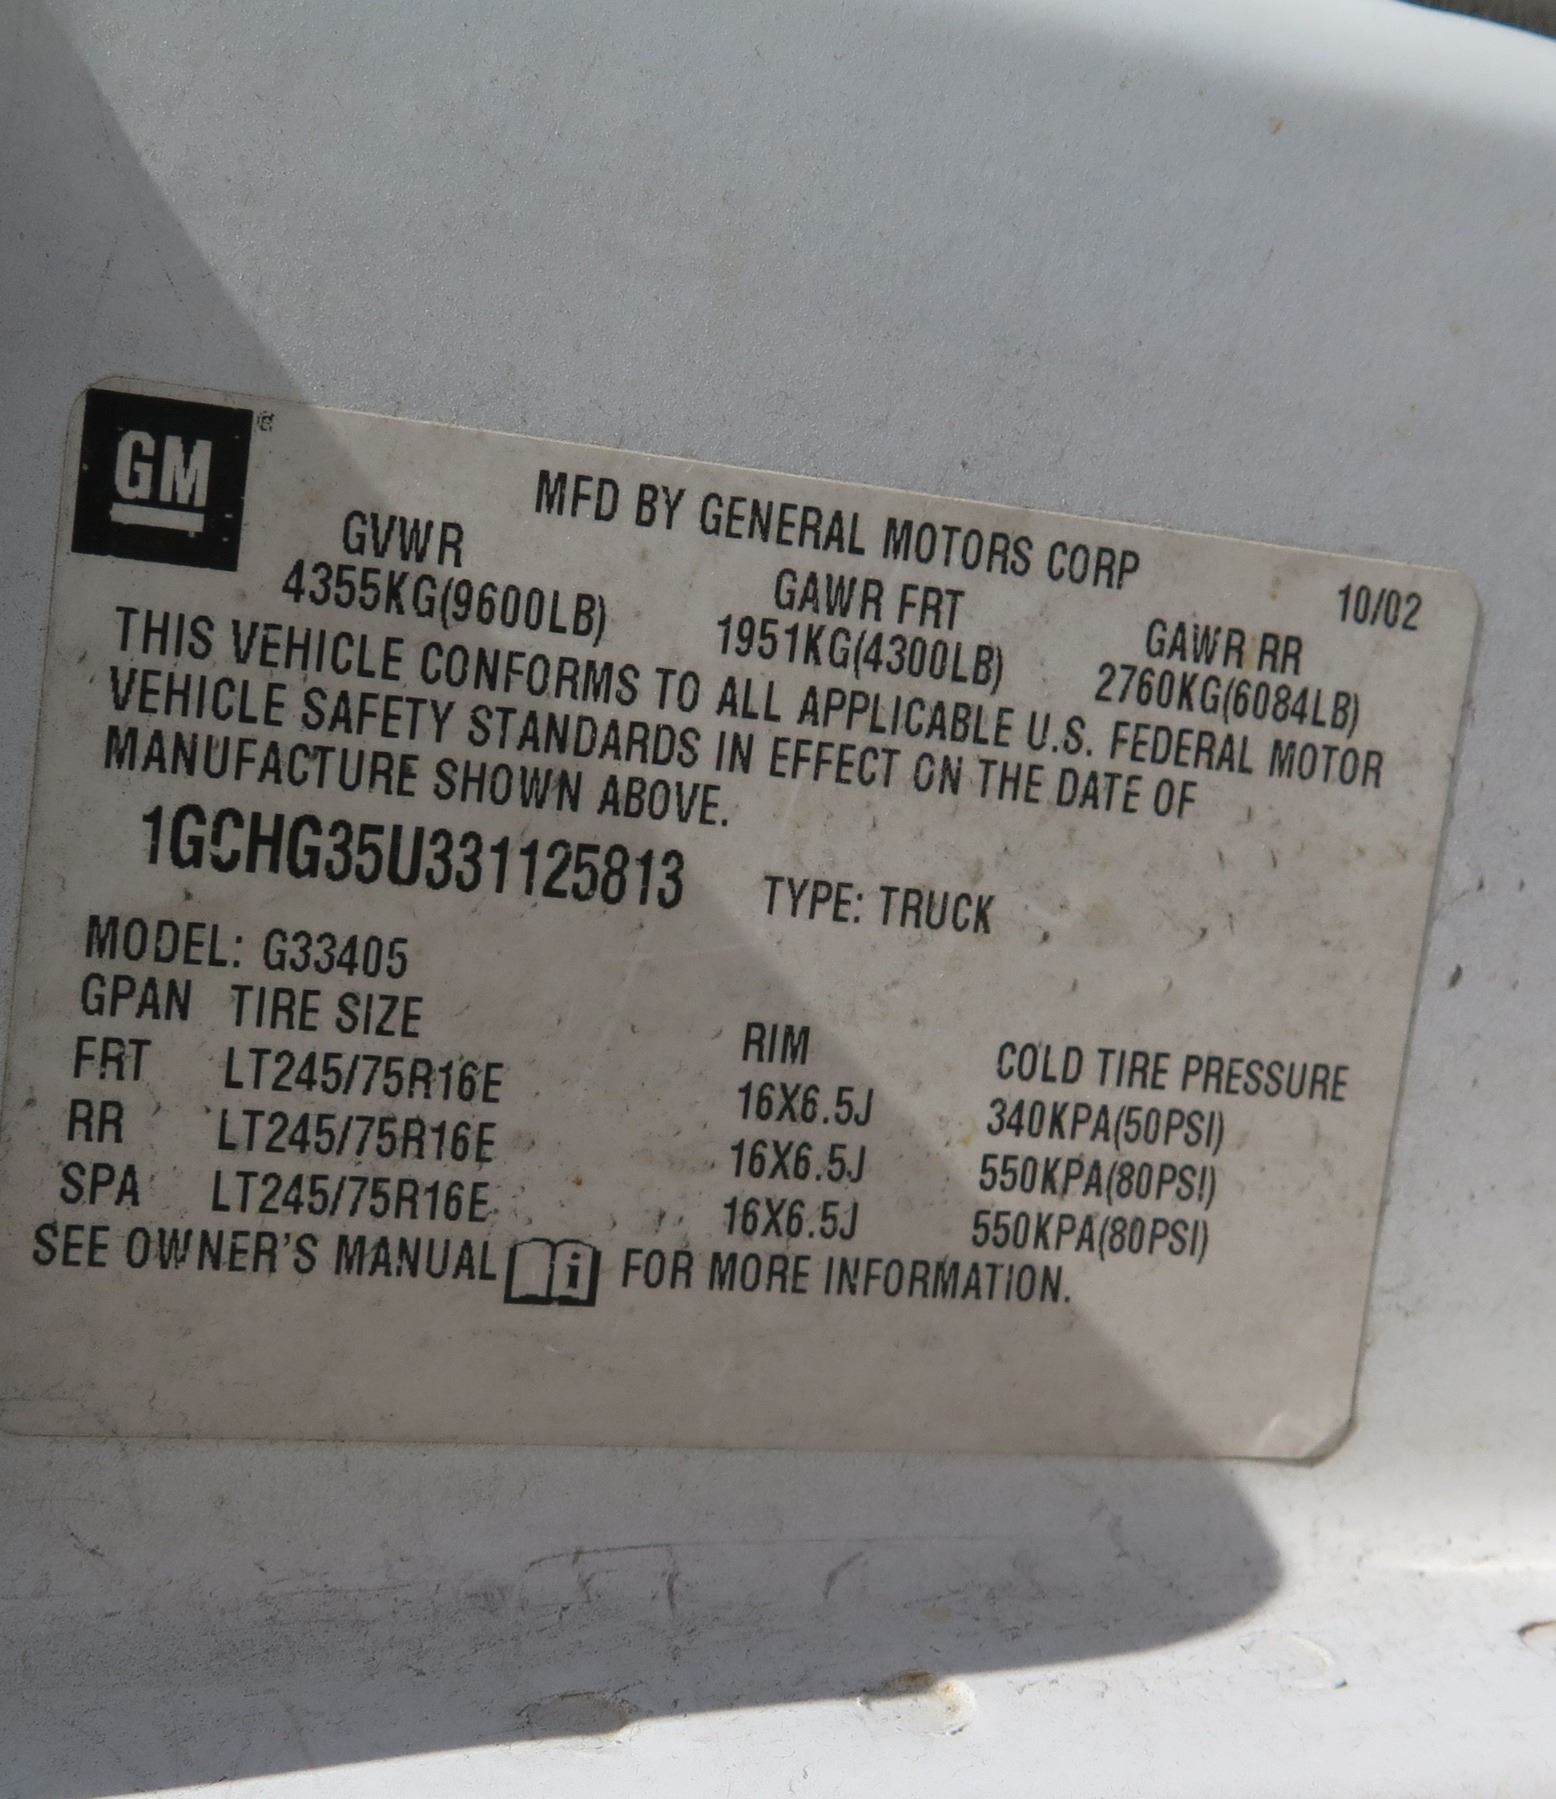 GM ®
MFD BY GENERAL MOTORS CORP 10/02
GVWR GAWR FRT GAWR RR
4355KG(9600LB) 1951KG(4300LB) 2760KG(6084LB)
THIS VEHICLE CONFORMS TO ALL APPLICABLE U.S. FEDERAL MOTOR
VEHICLE SAFETY STANDARDS IN EFFECT ON THE DATE OF
MANUFACTURE SHOWN ABOVE.
1GCHG35U331125813 TYPE: TRUCK
MODEL: G33405
GPAN TIRE SIZE RIM COLD TIRE PRESSURE
FRT LT245/75R16E 16X6.5J 340KPA(50PSI)
RR LT245/75R16E 16X6.5J 550KPA(80PSI)
SPA LT245/75R16E 16X6.5J 550KPA(80PSI)
SEE OWNER'S MANUAL i FOR MORE INFORMATION.